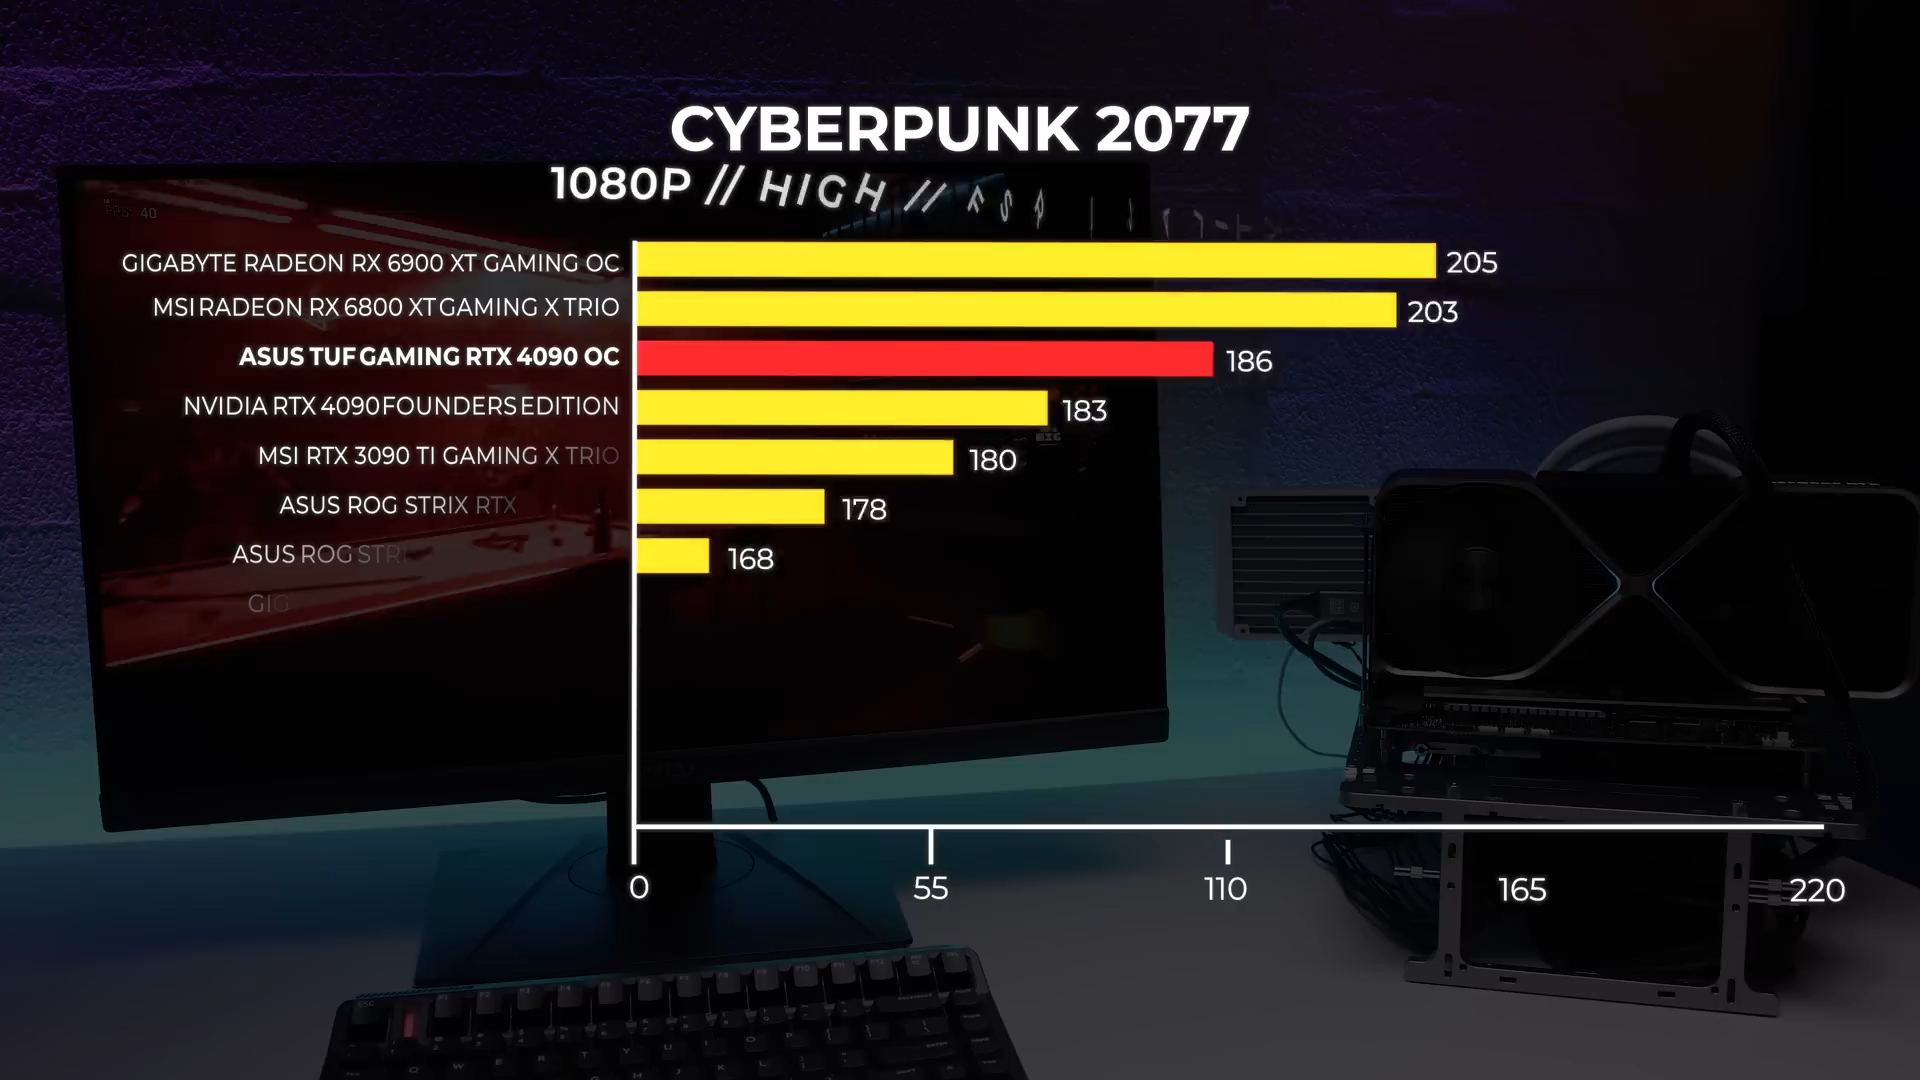 CYBERPUNK 2077
1080P // HIGH //
GIGABYTE RADEON RX 6900 XT GAMING OC 205
MSI RADEON RX 6800 XT GAMING X TRIO 203
ASUS TUF GAMING RTX 4090 OC 186
NVIDIA RTX 4090 FOUNDERS EDITION 183
MSI RTX 3090 TI GAMING X TRIO 180
ASUS ROG STRIX RTX 178
ASUS ROG STRI 168
GIG
0 55 110 165 220